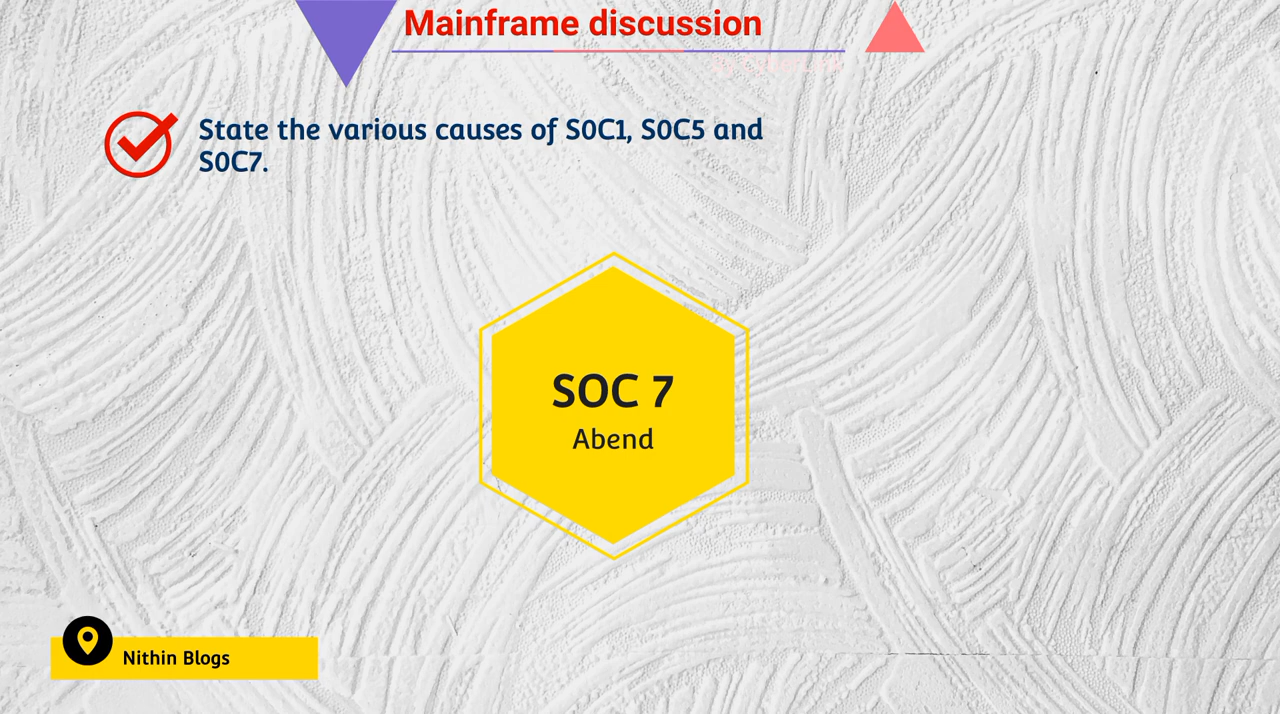 Mainframe discussion
State the various causes of S0C1, S0C5 and
S0C7.
SOC 7
Abend
Nithin Blogs